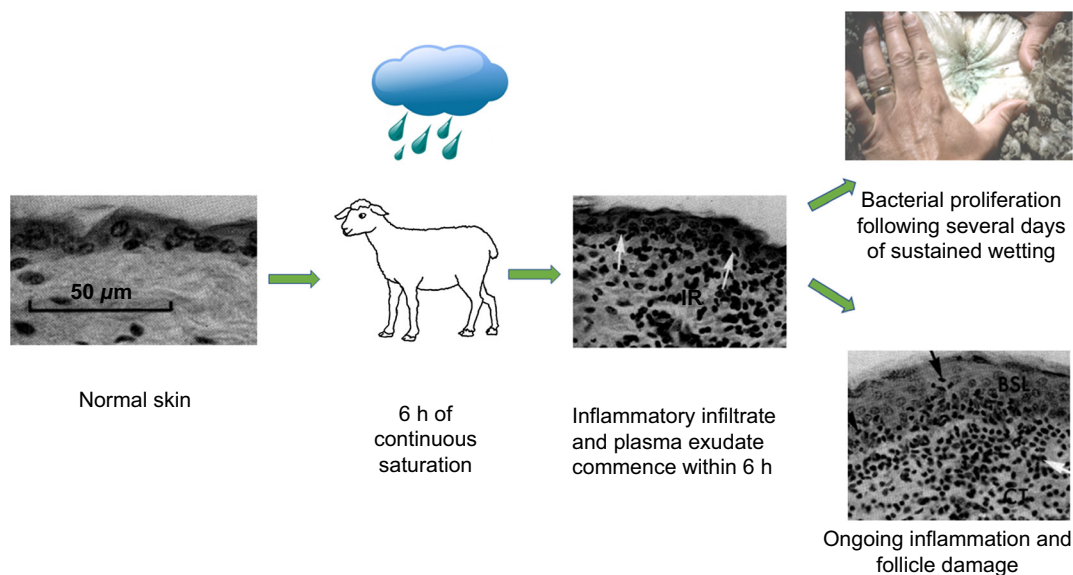 50 µm
Normal skin
6 h of
continuous
saturation
IR
Inflammatory infiltrate
and plasma exudate
commence within 6 h
Bacterial proliferation
following several days
of sustained wetting
BSL
CT
Ongoing inflammation and
follicle damage